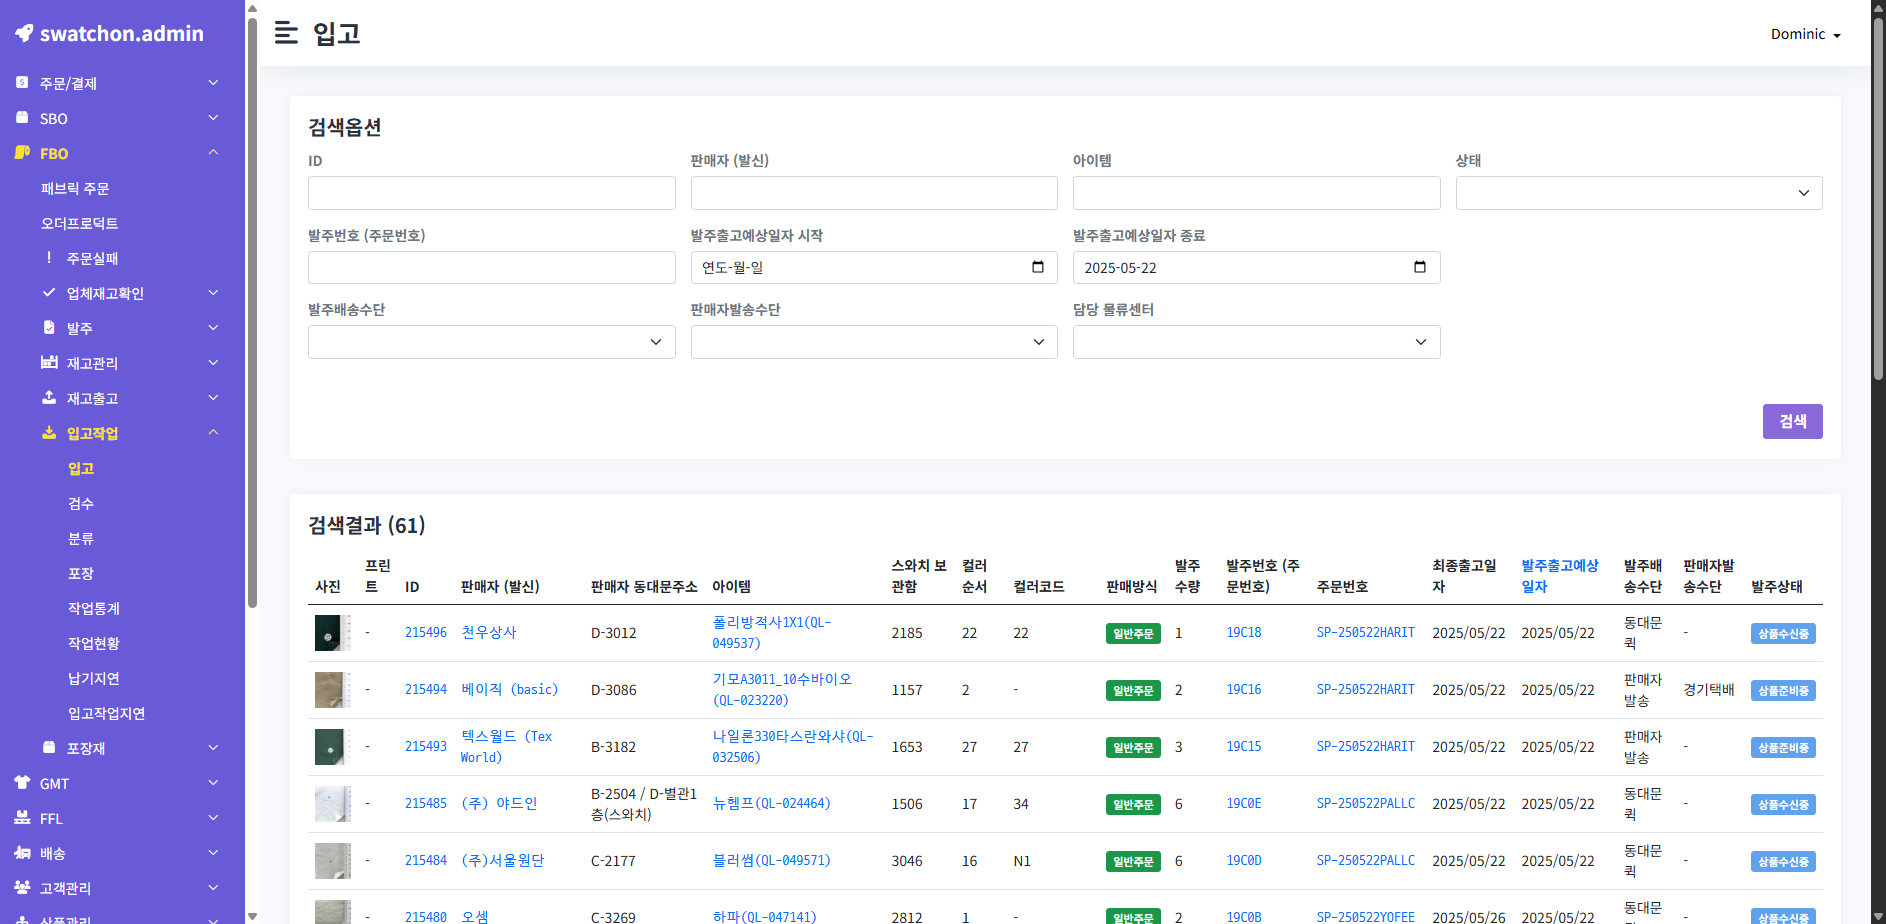 swatchon.admin
주문/결제
SBO
FBO
패브릭 주문
오더프로덕트
주문실패
업체재고확인
발주
재고관리
재고출고
입고작업
입고
검수
분류
포장
작업통계
작업현황
납기지연
입고작업지연
포장재
GMT
FFL
배송
고객관리
상품관리
입고
Dominic
검색옵션
ID 판매자 (발신) 아이템 상태
발주번호 (주문번호) 발주출고예상일자 시작 발주출고예상일자 종료
연도-월-일 2025-05-22
발주배송수단 판매자발송수단 담당 물류센터
검색
검색결과 (61)
사진 프린트 ID 판매자 (발신) 판매자 동대문주소 아이템 스와치 보관함 컬러순서 컬러코드 판매방식 발주수량 발주번호 (주문번호) 주문번호 최종출고일자 발주출고예상일자 발주배송수단 판매자발송수단 발주상태
- 215496 천우상사 D-3012 폴리방적사1X1(QL-049537) 2185 22 22 일반주문 1 19C18 SP-250522HARIT 2025/05/22 2025/05/22 동대문퀵 - 상품수신중
- 215494 베이직 (basic) D-3086 기모A3011_10수바이오(QL-023220) 1157 2 - 일반주문 2 19C16 SP-250522HARIT 2025/05/22 2025/05/22 판매자발송 경기택배 상품준비중
- 215493 텍스월드 (Tex World) B-3182 나일론330타스란와샤(QL-032506) 1653 27 27 일반주문 3 19C15 SP-250522HARIT 2025/05/22 2025/05/22 판매자발송 - 상품준비중
- 215485 (주) 야드인 B-2504 / D-별관1층(스와치) 뉴헴프(QL-024464) 1506 17 34 일반주문 6 19C0E SP-250522PALLC 2025/05/22 2025/05/22 동대문퀵 - 상품수신중
- 215484 (주)서울원단 C-2177 블러썸(QL-049571) 3046 16 N1 일반주문 6 19C0D SP-250522PALLC 2025/05/22 2025/05/22 동대문퀵 - 상품수신중
- 215480 오셈 C-3269 하파(QL-047141) 2812 1 - 일반주문 2 19C0B SP-250522YOFEE 2025/05/26 2025/05/22 동대문 - 상품수신중